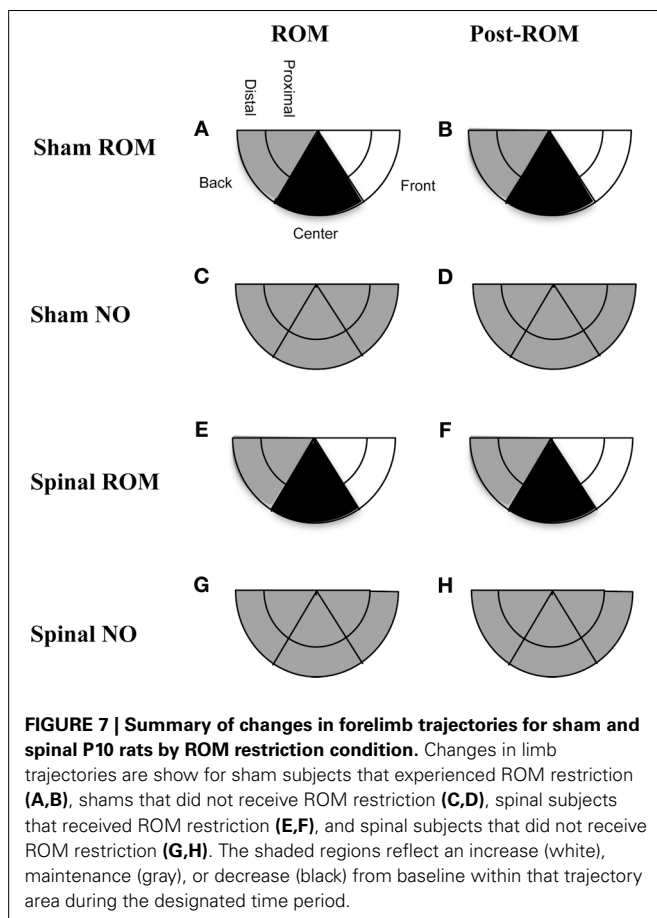 ROM Post-ROM
Distal
Proximal
A B
Sham ROM
Back
Front
Center
C D
Sham NO
E F
Spinal ROM
G H
Spinal NO
FIGURE 7 | Summary of changes in forelimb trajectories for sham and
spinal P10 rats by ROM restriction condition. Changes in limb
trajectories are show for sham subjects that experienced ROM restriction
(A,B), shams that did not receive ROM restriction (C,D), spinal subjects
that received ROM restriction (E,F), and spinal subjects that did not receive
ROM restriction (G,H). The shaded regions reflect an increase (white),
maintenance (gray), or decrease (black) from baseline within that trajectory
area during the designated time period.